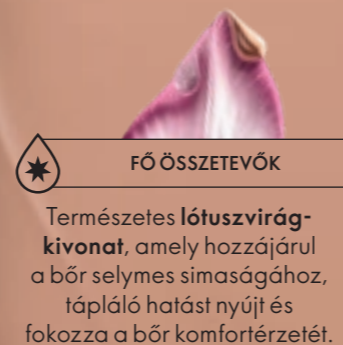 FŐ ÖSSZETEVŐK
Természetes lótuszvirág-
kivonat, amely hozzájárul
a bőr selymes simaságához,
tápláló hatást nyújt és
fokozza a bőr komfortérzetét.